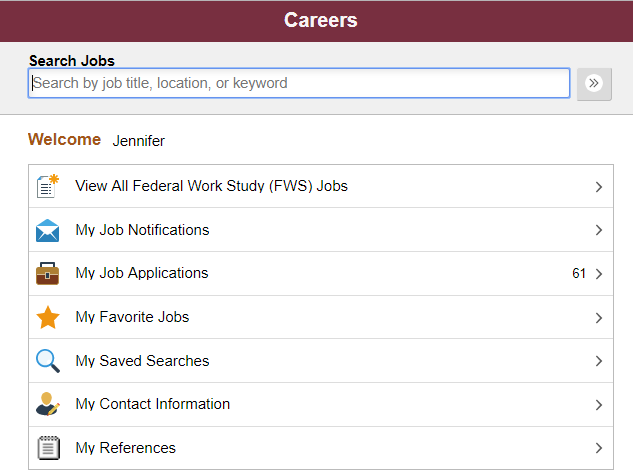 Careers
Search Jobs
Search by job title, location, or keyword
Welcome Jennifer
View All Federal Work Study (FWS) Jobs
My Job Notifications
My Job Applications 61
My Favorite Jobs
My Saved Searches
My Contact Information
My References